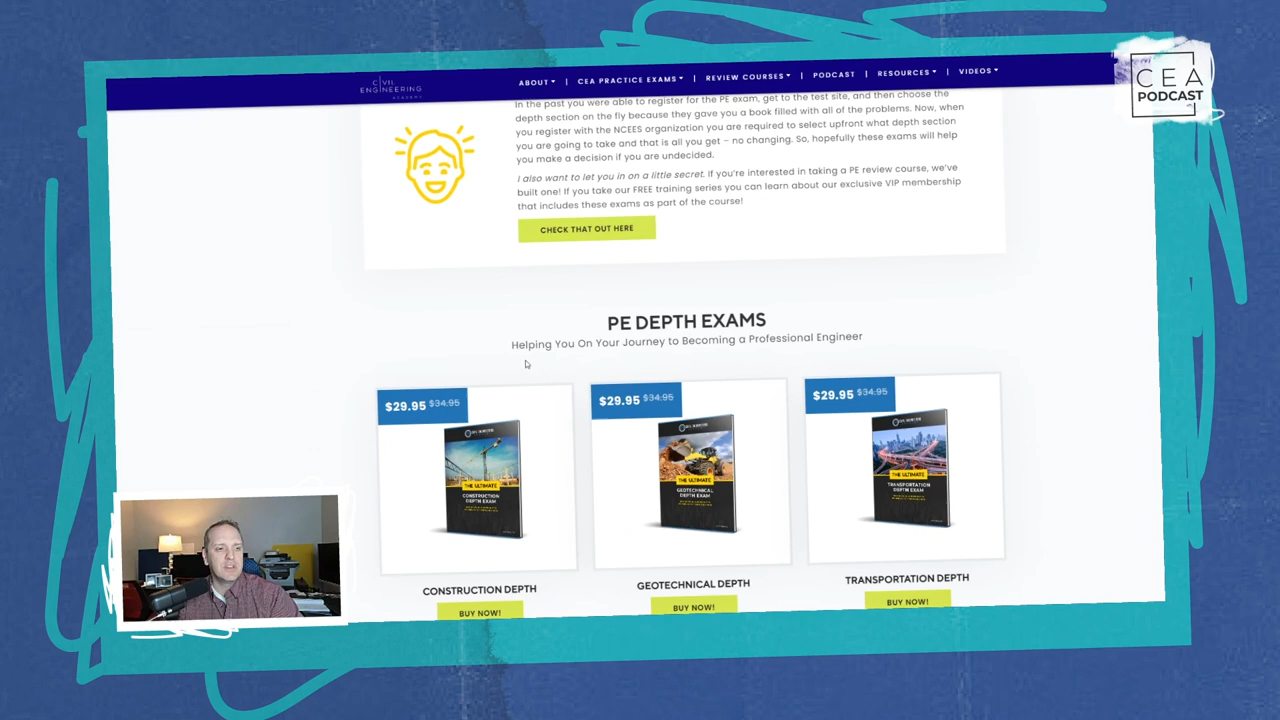 CIVIL
ENGINEERING
ACADEMY
ABOUT | CEA PRACTICE EXAMS | REVIEW COURSES | PODCAST | RESOURCES | VIDEOS
CEA
PODCAST
In the past you were able to register for the PE exam, get to the test site, and then choose the
depth section on the fly because they gave you a book filled with all of the problems. Now, when
you register with the NCEES organization you are required to select upfront what depth section
you are going to take and that is all you get – no changing. So, hopefully these exams will help
you make a decision if you are undecided.
I also want to let you in on a little secret. If you're interested in taking a PE review course, we've
built one! If you take our FREE training series you can learn about our exclusive VIP membership
that includes these exams as part of the course!
CHECK THAT OUT HERE
PE DEPTH EXAMS
Helping You On Your Journey to Becoming a Professional Engineer
$29.95 $34.95
$29.95 $34.95
$29.95 $34.95
THE ULTIMATE
CONSTRUCTION
DEPTH EXAM
THE ULTIMATE
GEOTECHNICAL
DEPTH EXAM
THE ULTIMATE
TRANSPORTATION
DEPTH EXAM
CONSTRUCTION DEPTH
GEOTECHNICAL DEPTH
TRANSPORTATION DEPTH
BUY NOW!
BUY NOW!
BUY NOW!